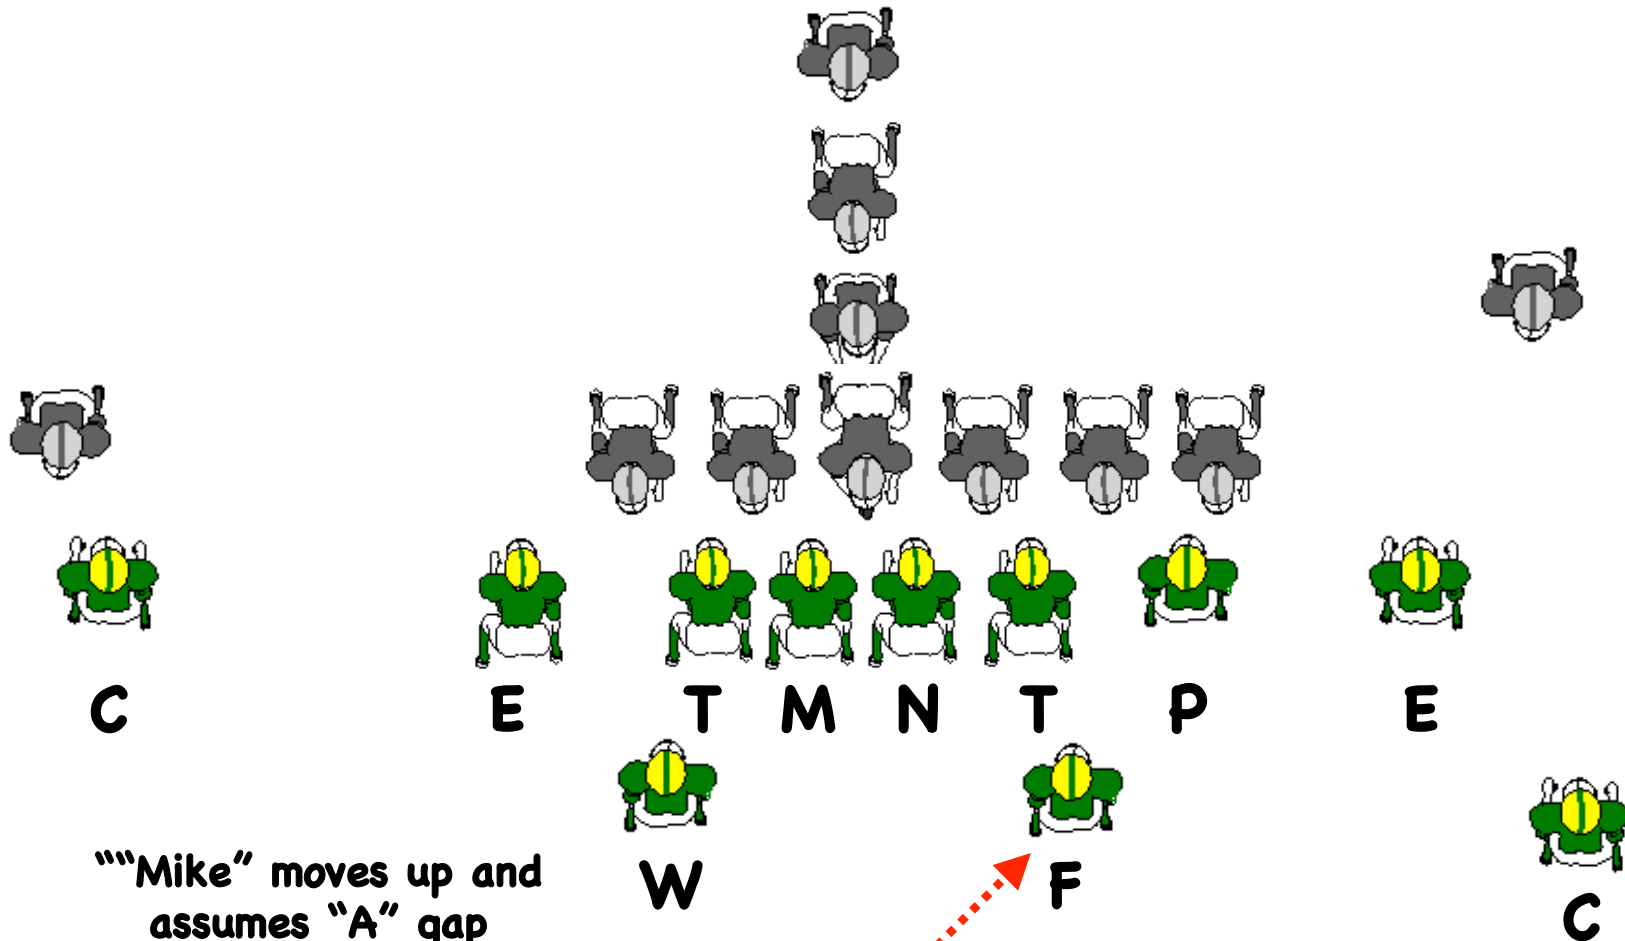 C E T M N T P E
W F
C
““Mike” moves up and
assumes “A” gap